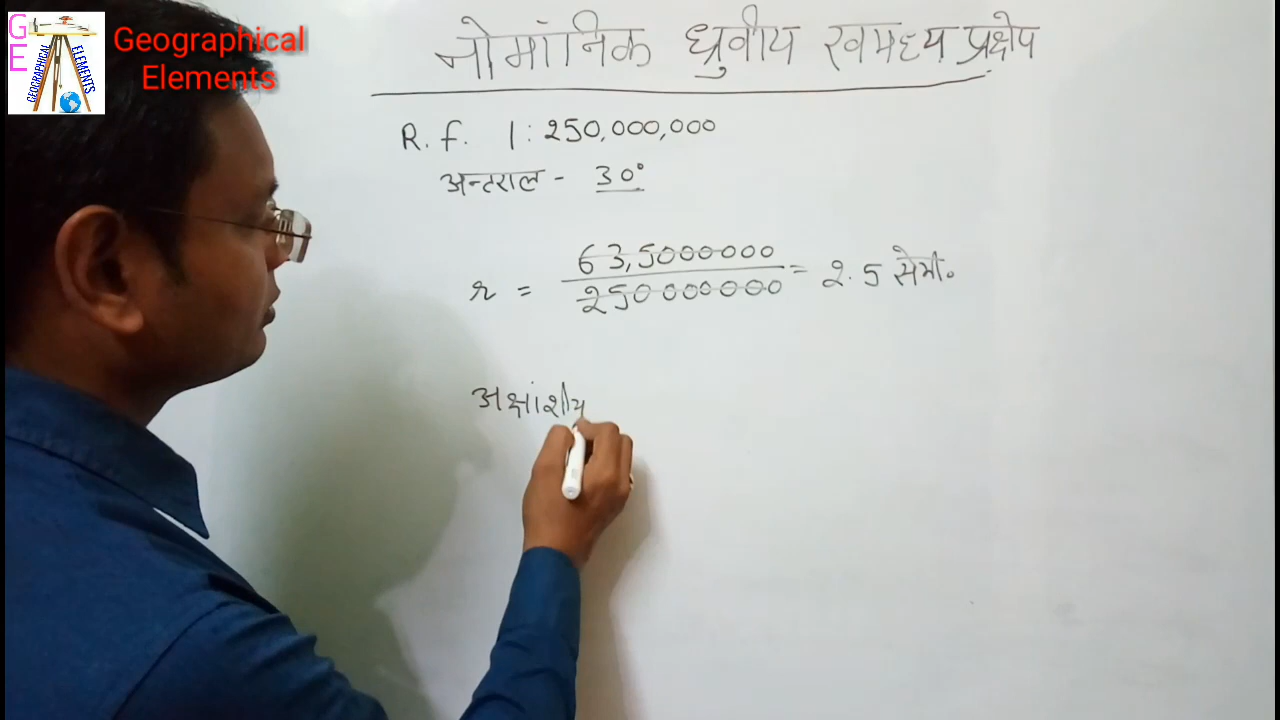 GE
GEOGRAPHICAL ELEMENTS
Geographical
Elements
नोमांनिक ध्रुवीय खमध्य प्रक्षेप
R. f. 1 : 250,000,000
अन्तराल - 30°
r = 63,5000000 / 250000000 = 2.5 सेमी०
अक्षांशीय